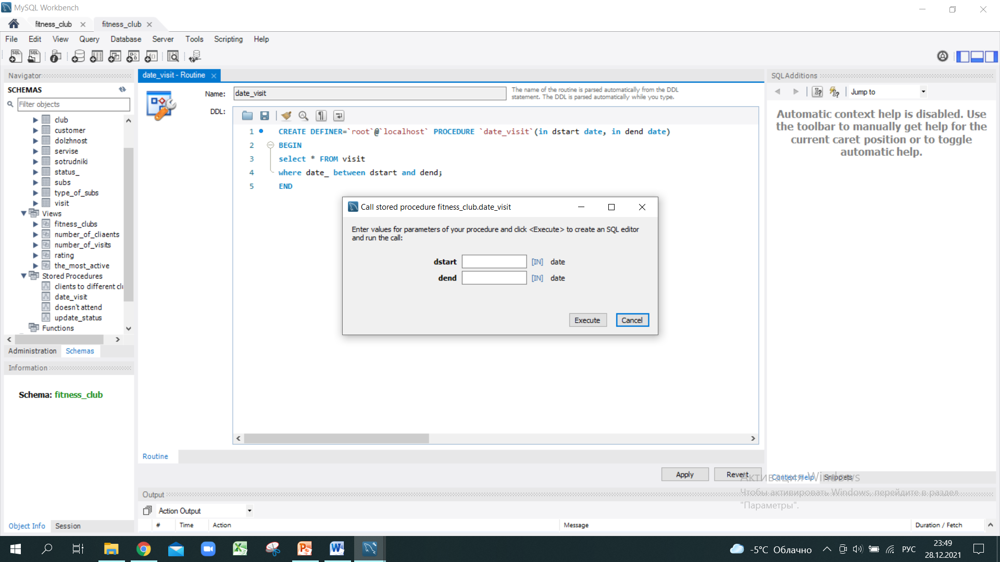 MySQL Workbench
fitness_club
fitness_club
File Edit View Query Database Server Tools Scripting Help
Navigator
SCHEMAS
Filter objects
club
customer
dolzhnost
servise
sotrudniki
status_
subs
type_of_subs
visit
Views
fitness_clubs
number_of_cliaents
number_of_visits
rating
the_most_active
Stored Procedures
clients to different clu
date_visit
doesn't attend
update_status
Functions
Administration Schemas
Information
Schema: fitness_club
Object Info Session
date_visit - Routine
Name: date_visit
The name of the routine is parsed automatically from the DDL
statement. The DDL is parsed automatically while you type.
DDL:
1 CREATE DEFINER=`root`@`localhost` PROCEDURE `date_visit`(in dstart date, in dend date)
2 BEGIN
3 select * FROM visit
4 where date_ between dstart and dend;
5 END
Call stored procedure fitness_club.date_visit
Enter values for parameters of your procedure and click <Execute> to create an SQL editor
and run the call:
dstart [IN] date
dend [IN] date
Execute Cancel
Routine
Apply Revert
SQLAdditions
Jump to
Automatic context help is disabled. Use
the toolbar to manually get help for the
current caret position or to toggle
automatic help.
Context Help Snippets
Активация Windows
Чтобы активировать Windows, перейдите в раздел
"Параметры".
Output
Action Output
# Time Action Message Duration / Fetch
-5°C Облачно РУС
23:49
28.12.2021